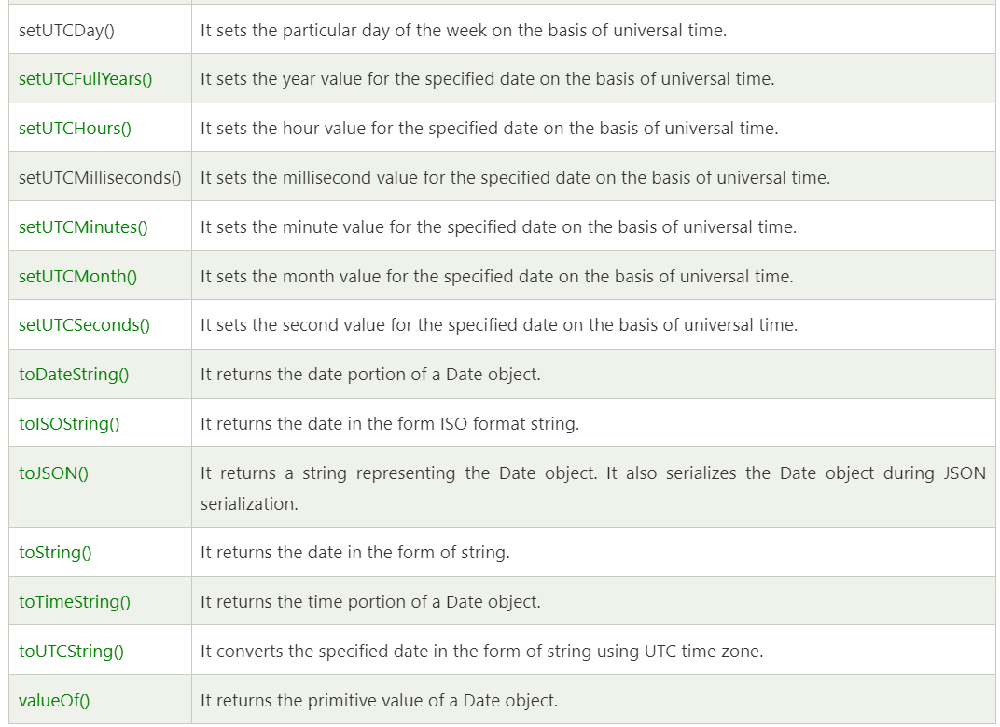 setUTCDay() It sets the particular day of the week on the basis of universal time.
setUTCFullYears() It sets the year value for the specified date on the basis of universal time.
setUTCHours() It sets the hour value for the specified date on the basis of universal time.
setUTCMilliseconds() It sets the millisecond value for the specified date on the basis of universal time.
setUTCMinutes() It sets the minute value for the specified date on the basis of universal time.
setUTCMonth() It sets the month value for the specified date on the basis of universal time.
setUTCSeconds() It sets the second value for the specified date on the basis of universal time.
toDateString() It returns the date portion of a Date object.
toISOString() It returns the date in the form ISO format string.
toJSON() It returns a string representing the Date object. It also serializes the Date object during JSON
serialization.
toString() It returns the date in the form of string.
toTimeString() It returns the time portion of a Date object.
toUTCString() It converts the specified date in the form of string using UTC time zone.
valueOf() It returns the primitive value of a Date object.